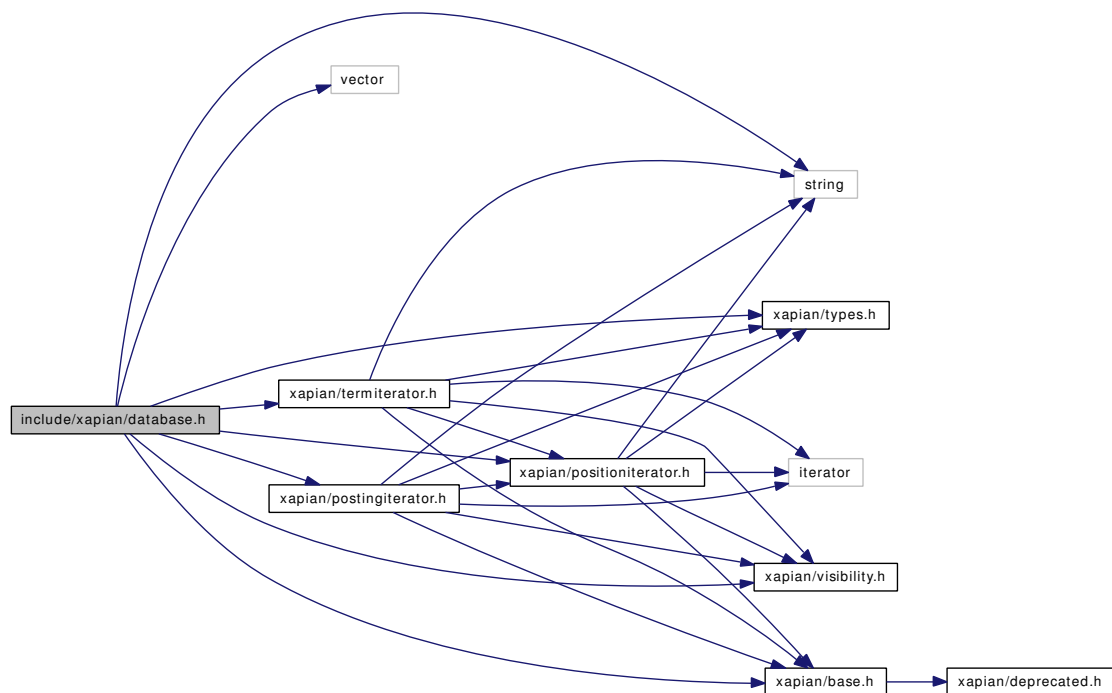 vector
string
xapian/types.h
xapian/termiterator.h
include/xapian/database.h
xapian/positioniterator.h
iterator
xapian/postingiterator.h
xapian/visibility.h
xapian/base.h
xapian/deprecated.h